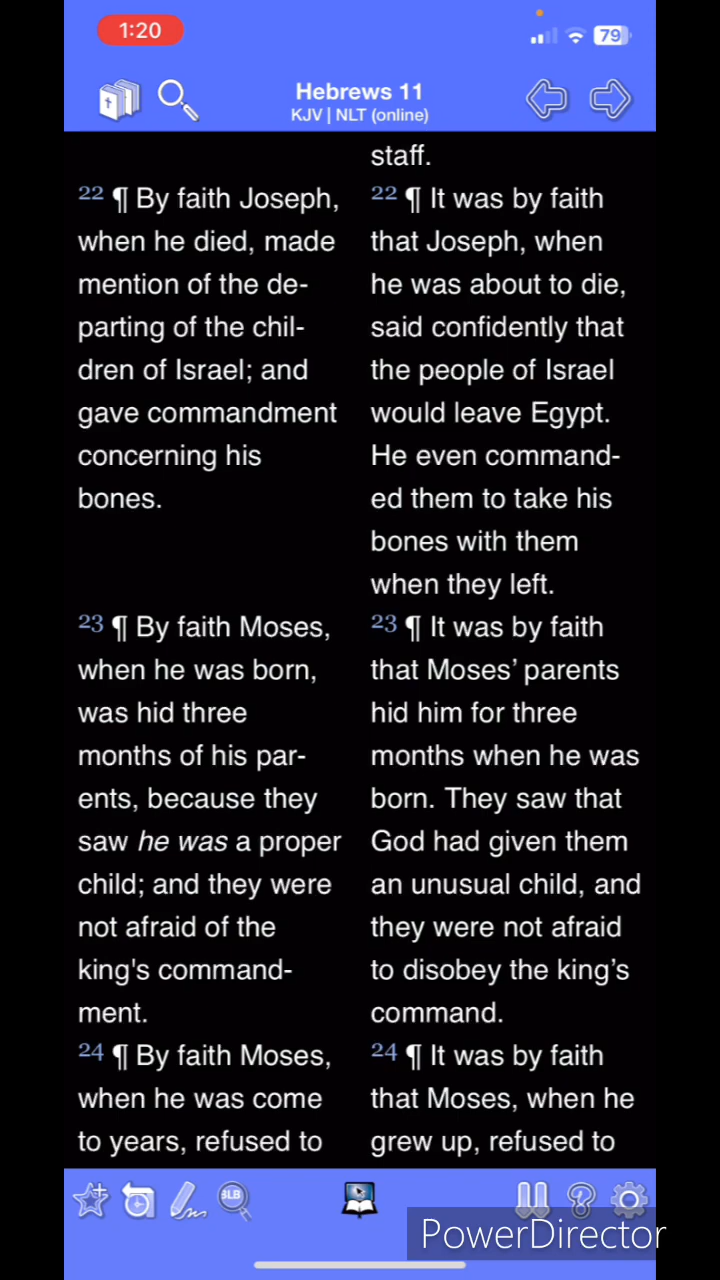 1:20
79
Hebrews 11
KJV | NLT (online)
22 ¶ By faith Joseph,
when he died, made
mention of the de-
parting of the chil-
dren of Israel; and
gave commandment
concerning his
bones.
23 ¶ By faith Moses,
when he was born,
was hid three
months of his par-
ents, because they
saw he was a proper
child; and they were
not afraid of the
king's command-
ment.
24 ¶ By faith Moses,
when he was come
to years, refused to
staff.
22 ¶ It was by faith
that Joseph, when
he was about to die,
said confidently that
the people of Israel
would leave Egypt.
He even command-
ed them to take his
bones with them
when they left.
23 ¶ It was by faith
that Moses’ parents
hid him for three
months when he was
born. They saw that
God had given them
an unusual child, and
they were not afraid
to disobey the king’s
command.
24 ¶ It was by faith
that Moses, when he
grew up, refused to
BLB
PowerDirector